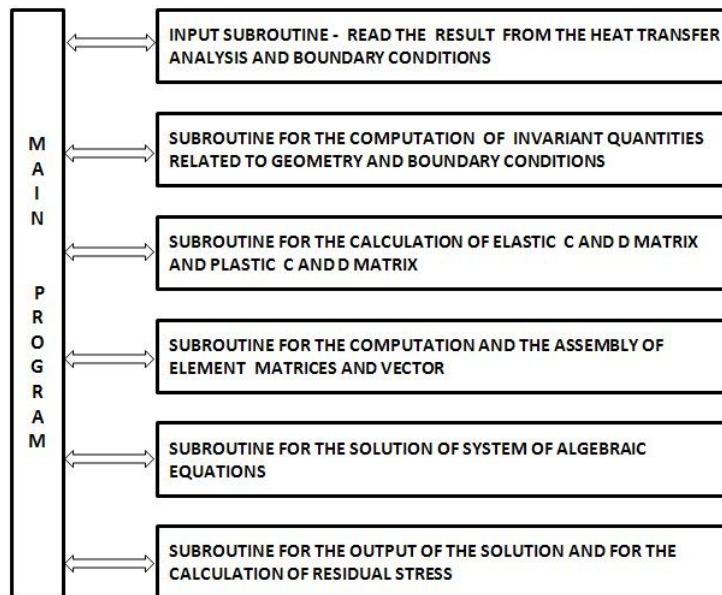 MAIN PROGRAM
INPUT SUBROUTINE - READ THE RESULT FROM THE HEAT TRANSFER
ANALYSIS AND BOUNDARY CONDITIONS
SUBROUTINE FOR THE COMPUTATION OF INVARIANT QUANTITIES
RELATED TO GEOMETRY AND BOUNDARY CONDITIONS
SUBROUTINE FOR THE CALCULATION OF ELASTIC C AND D MATRIX
AND PLASTIC C AND D MATRIX
SUBROUTINE FOR THE COMPUTATION AND THE ASSEMBLY OF
ELEMENT MATRICES AND VECTOR
SUBROUTINE FOR THE SOLUTION OF SYSTEM OF ALGEBRAIC
EQUATIONS
SUBROUTINE FOR THE OUTPUT OF THE SOLUTION AND FOR THE
CALCULATION OF RESIDUAL STRESS